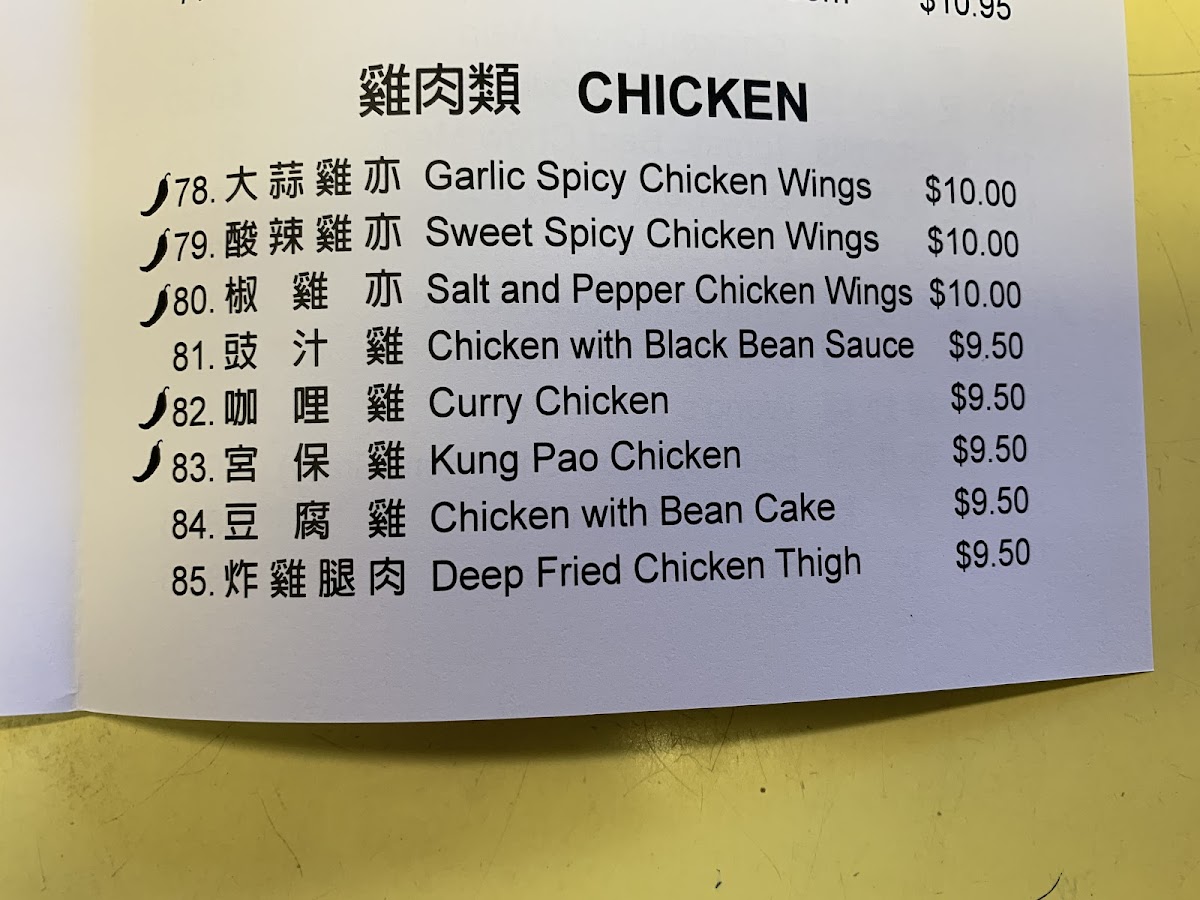 $10.95
雞肉類 CHICKEN
78. 大蒜雞亦 Garlic Spicy Chicken Wings $10.00
79. 酸辣雞亦 Sweet Spicy Chicken Wings $10.00
80. 椒雞亦 Salt and Pepper Chicken Wings $10.00
81. 豉汁雞 Chicken with Black Bean Sauce $9.50
82. 咖哩雞 Curry Chicken $9.50
83. 宮保雞 Kung Pao Chicken $9.50
84. 豆腐雞 Chicken with Bean Cake $9.50
85. 炸雞腿肉 Deep Fried Chicken Thigh $9.50